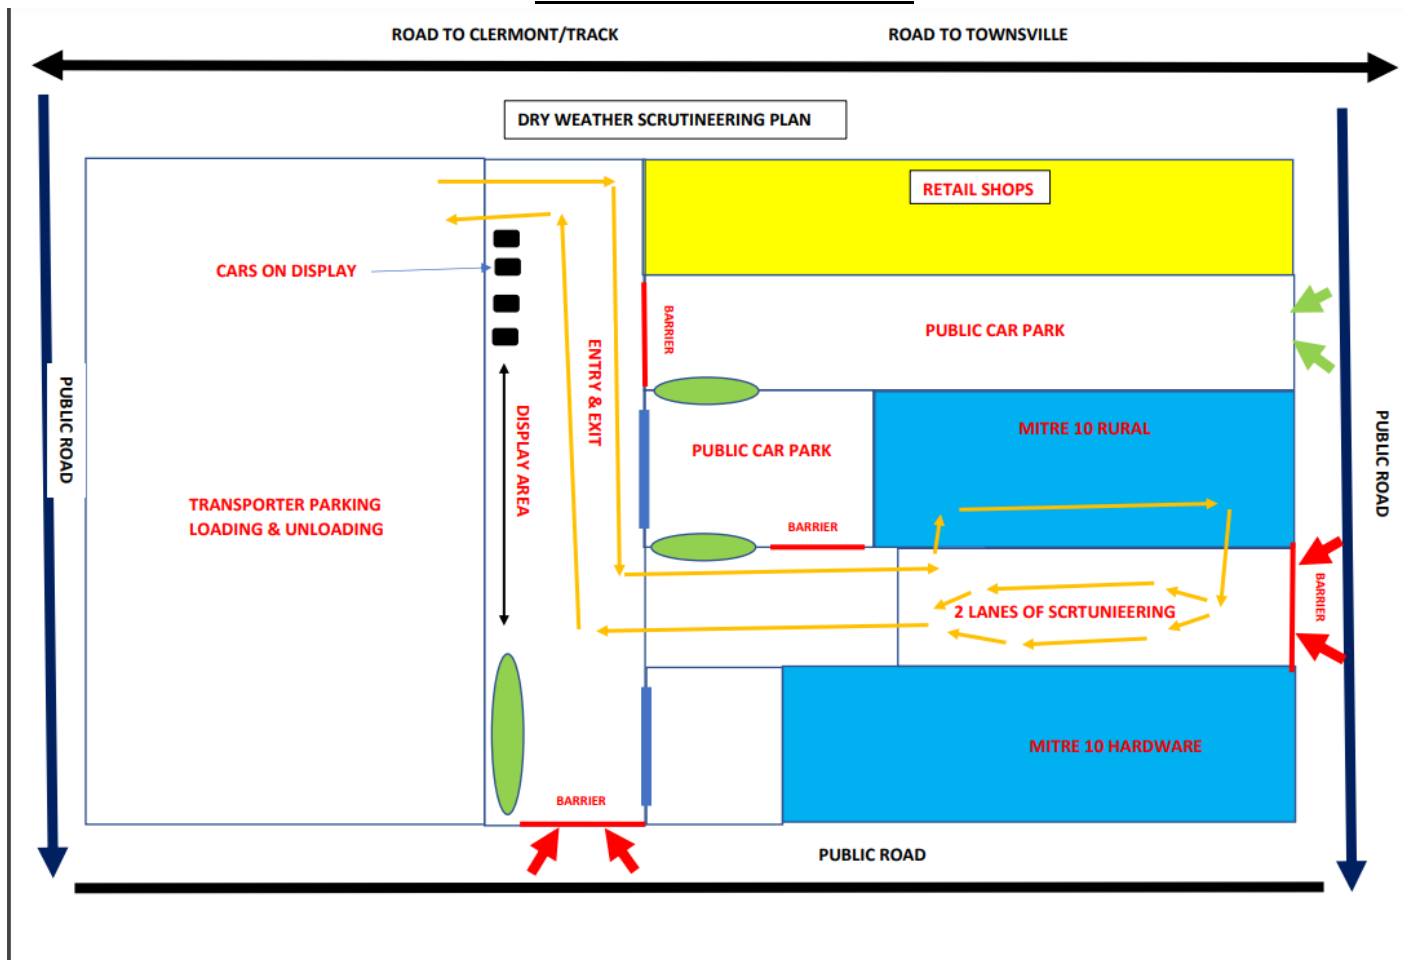 ROAD TO CLERMONT/TRACK
ROAD TO TOWNSVILLE
DRY WEATHER SCRUTINEERING PLAN
RETAIL SHOPS
CARS ON DISPLAY
BARRIER
PUBLIC CAR PARK
ENTRY & EXIT
PUBLIC ROAD
DISPLAY AREA
PUBLIC CAR PARK
MITRE 10 RURAL
PUBLIC ROAD
TRANSPORTER PARKING
LOADING & UNLOADING
BARRIER
2 LANES OF SCRTUNIEERING
BARRIER
MITRE 10 HARDWARE
BARRIER
PUBLIC ROAD